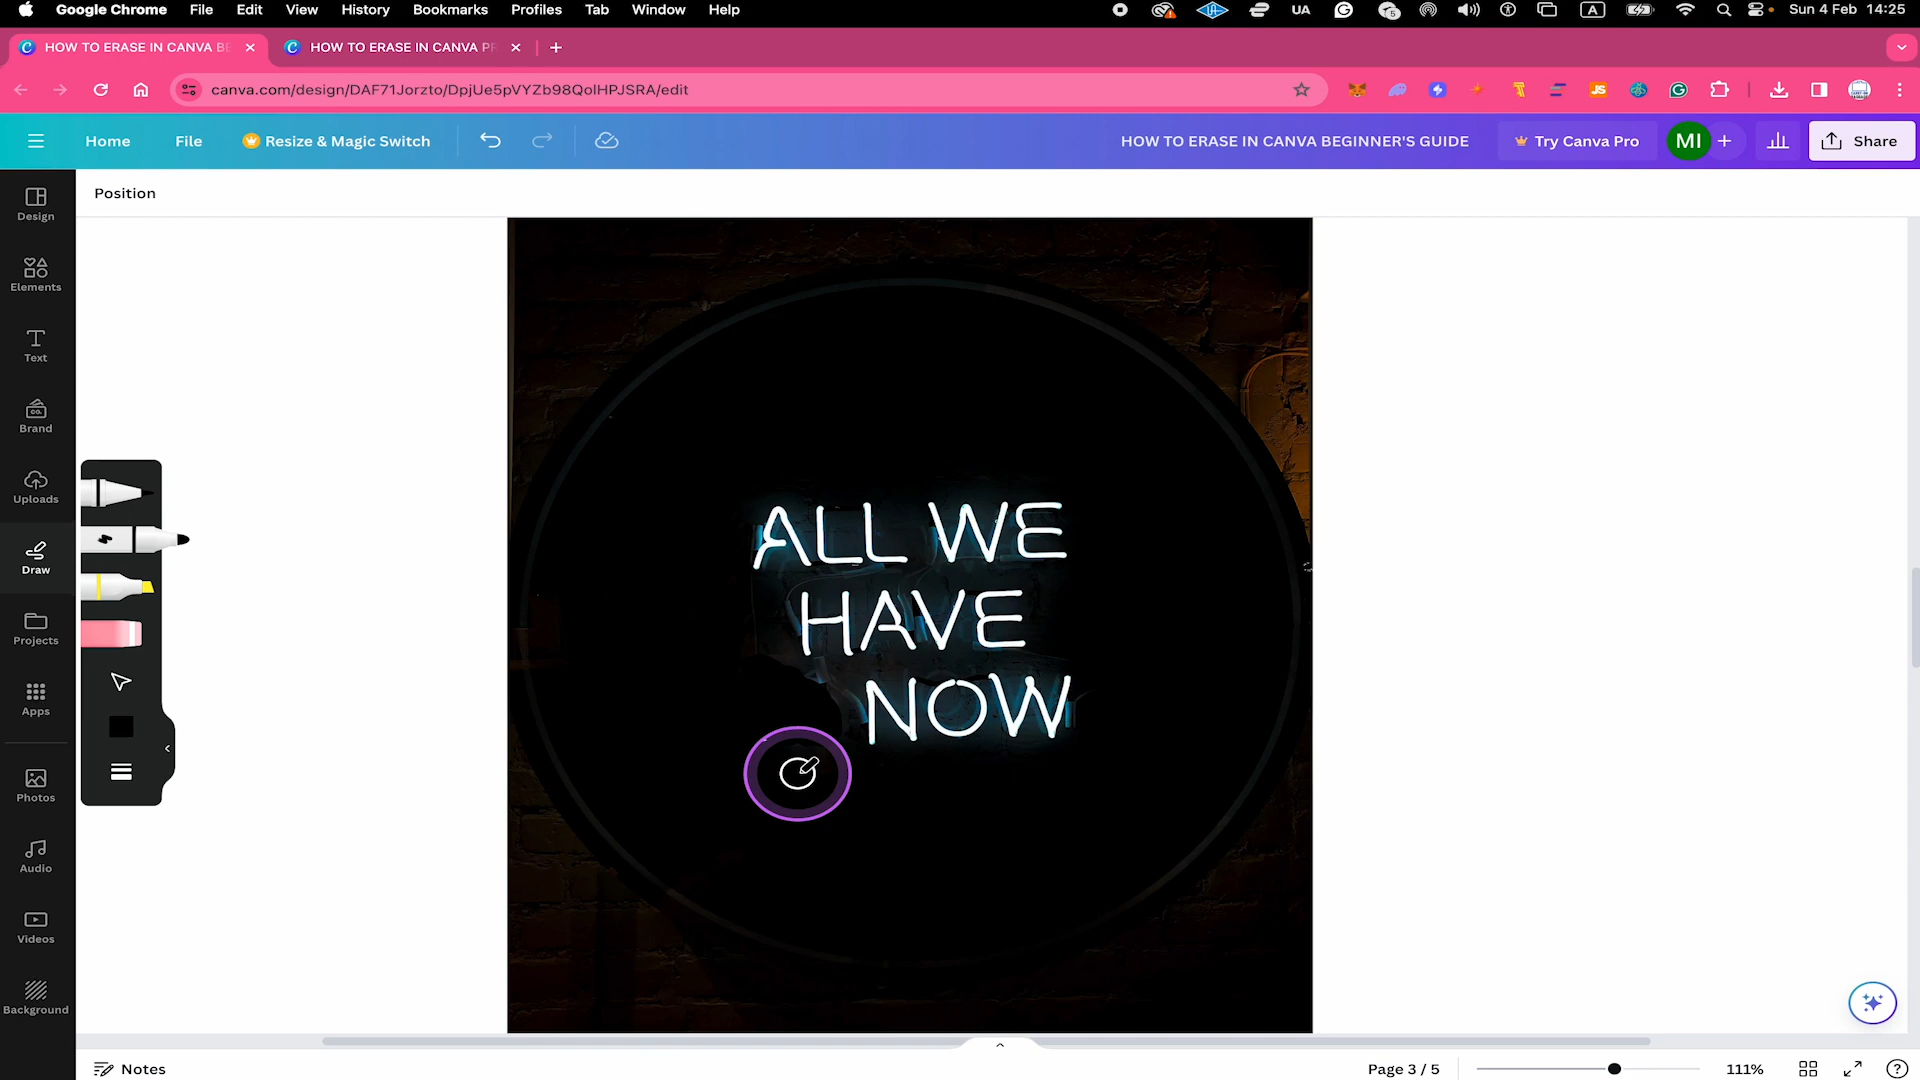 Google Chrome File Edit View History Bookmarks Profiles Tab Window Help UA A Sun 4 Feb 14:25
HOW TO ERASE IN CANVA BE HOW TO ERASE IN CANVA PR
canva.com/design/DAF71Jorzto/DpjUe5pVYZb98QolHPJSRA/edit
Home File Resize & Magic Switch HOW TO ERASE IN CANVA BEGINNER'S GUIDE Try Canva Pro MI + Share
Position
Design
Elements
Text
Brand
Uploads
Draw
Projects
Apps
Photos
Audio
Videos
Background
ALL WE
HAVE
NOW
Notes Page 3 / 5 111%